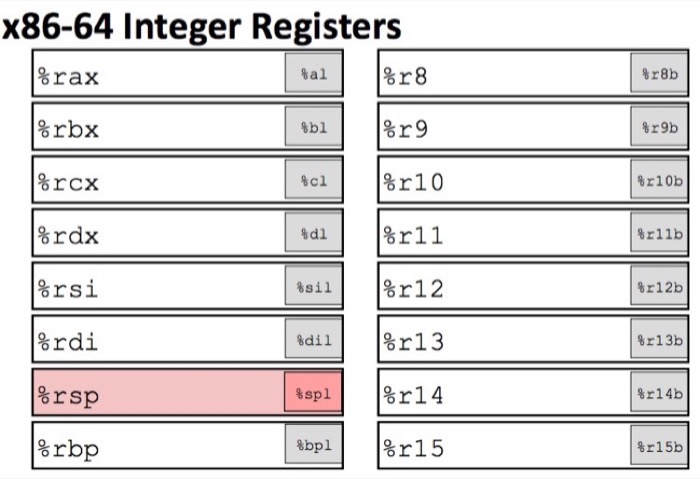 x86-64 Integer Registers
%rax %al %r8 %r8b
%rbx %bl %r9 %r9b
%rcx %cl %r10 %r10b
%rdx %dl %r11 %r11b
%rsi %sil %r12 %r12b
%rdi %dil %r13 %r13b
%rsp %spl %r14 %r14b
%rbp %bpl %r15 %r15b